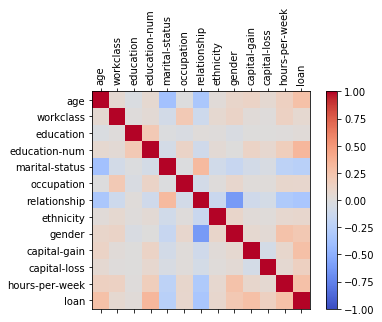 age
workclass
education
education-num
marital-status
occupation
relationship
ethnicity
gender
capital-gain
capital-loss
hours-per-week
loan
age
workclass
education
education-num
marital-status
occupation
relationship
ethnicity
gender
capital-gain
capital-loss
hours-per-week
loan
1.00
0.75
0.50
0.25
0.00
−0.25
−0.50
−0.75
−1.00